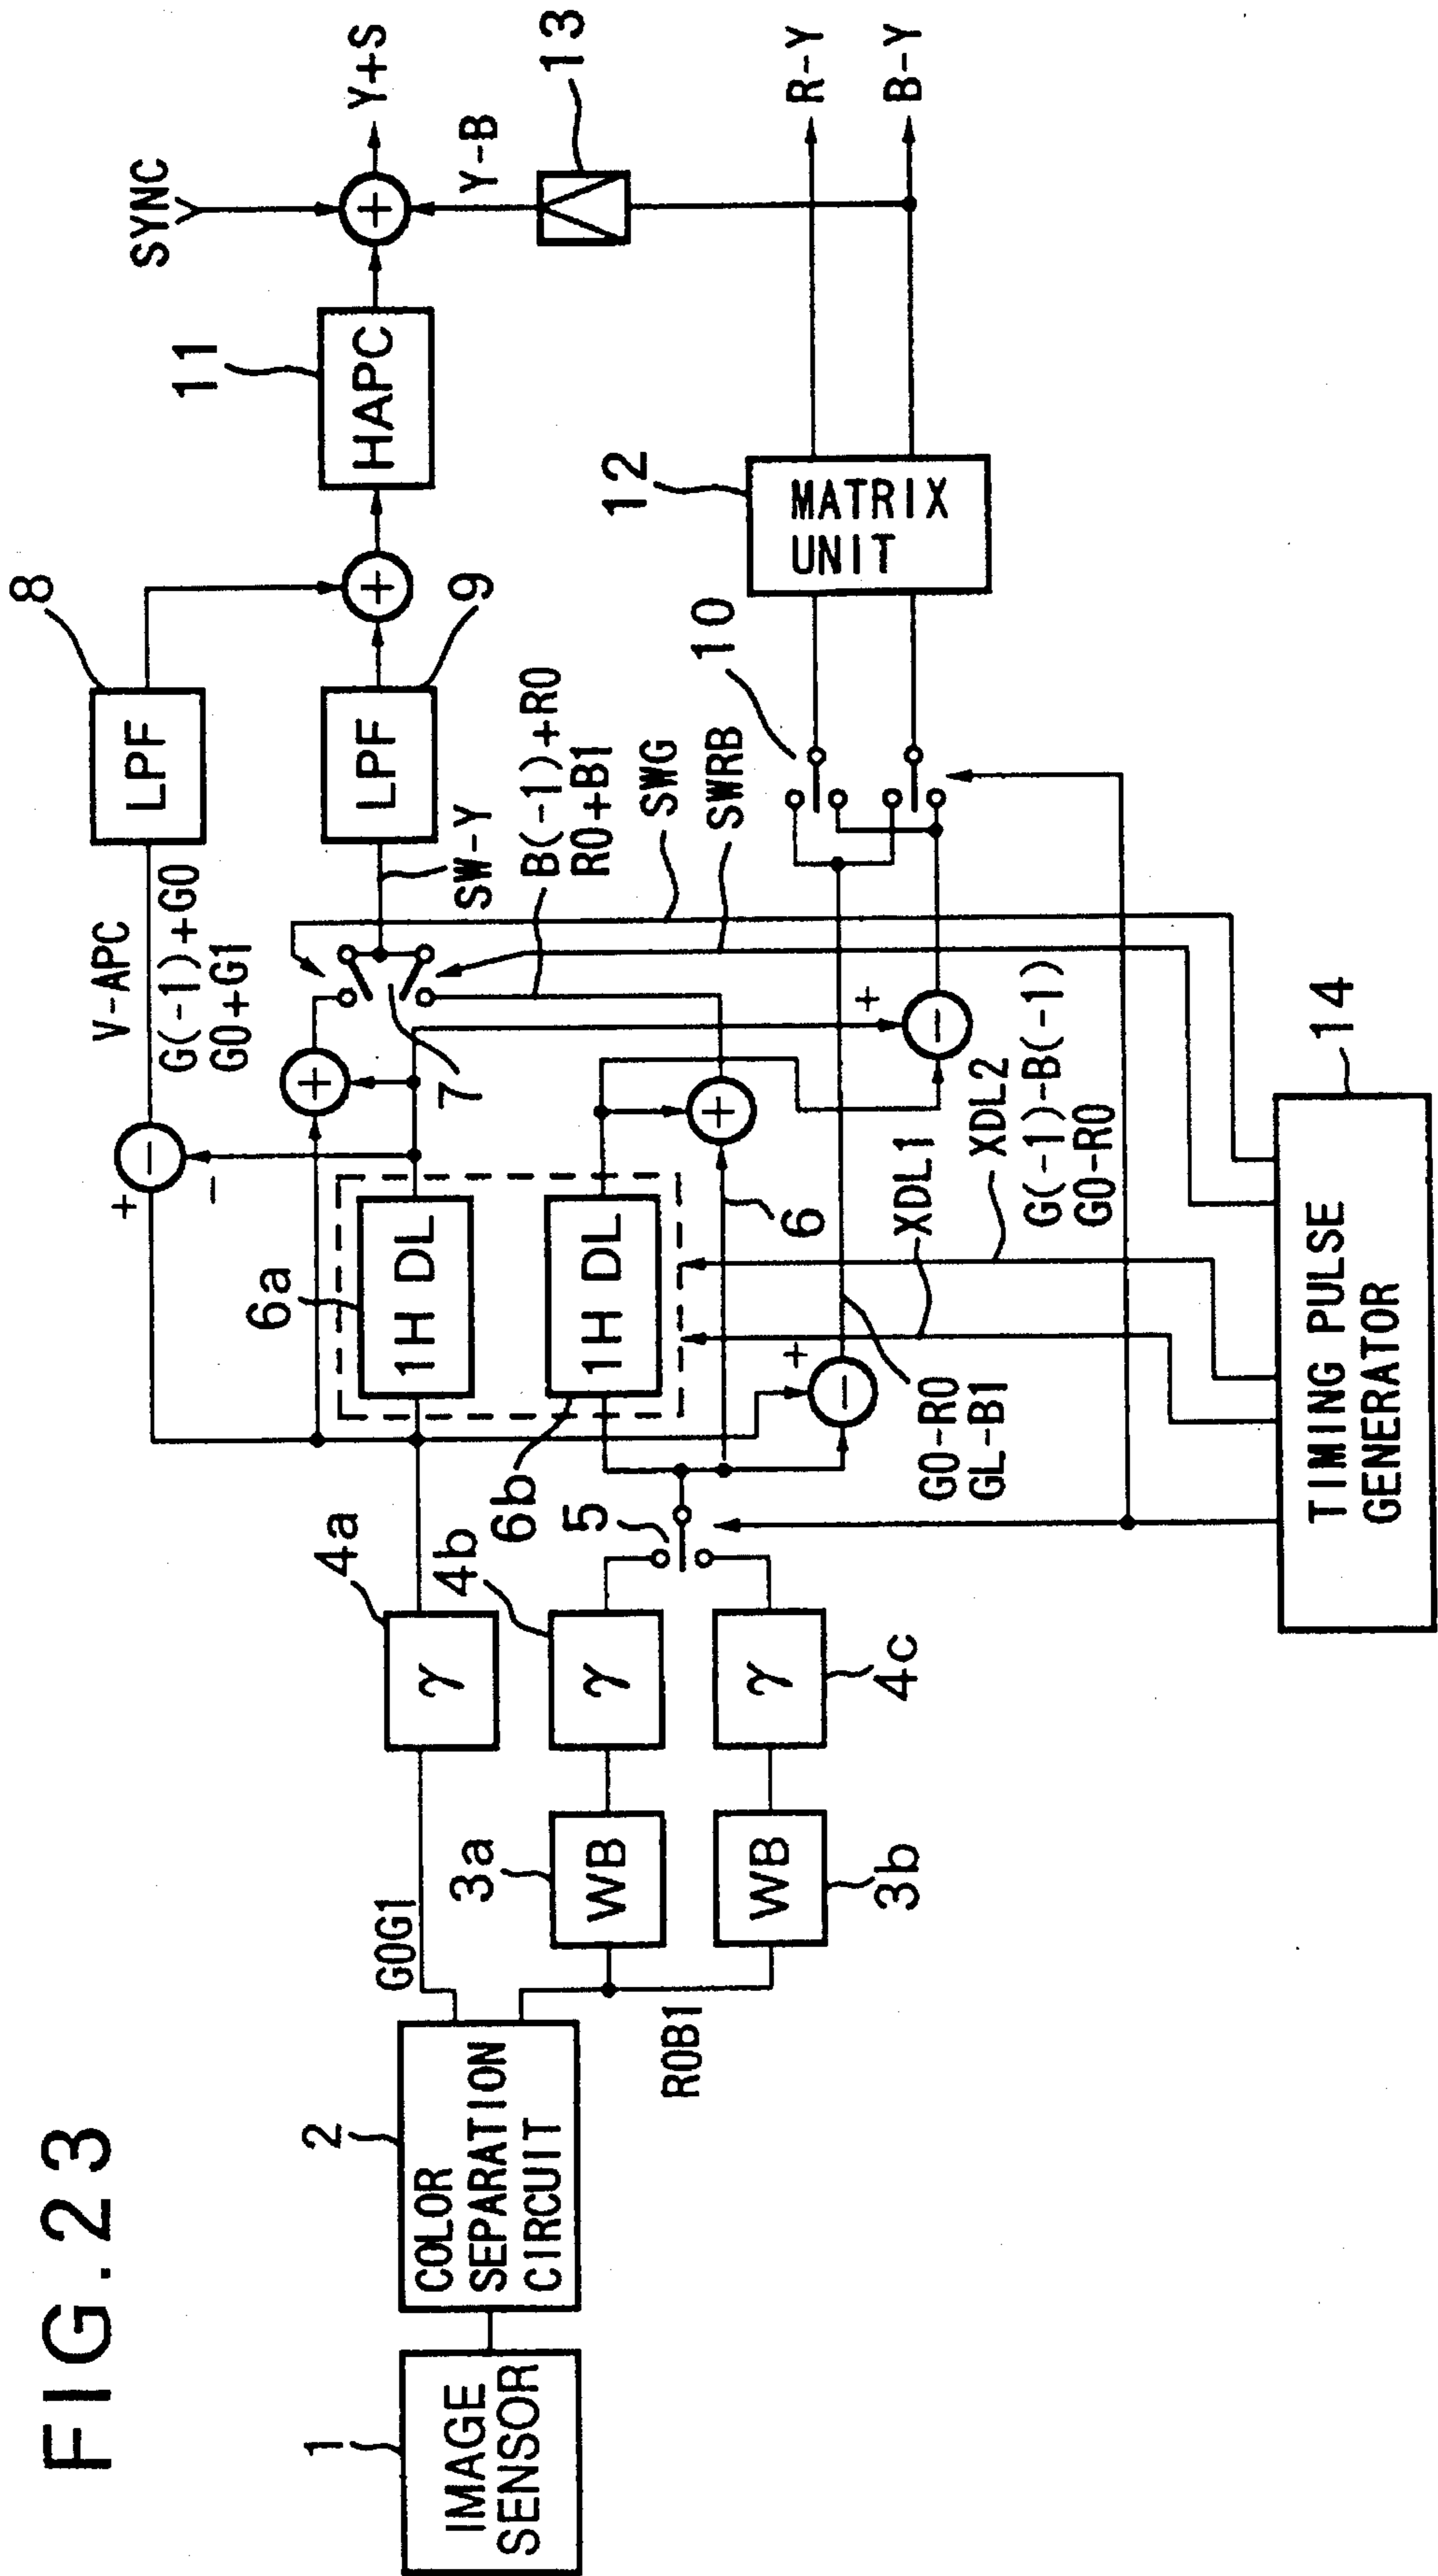 FIG.23
1
IMAGE
SENSOR
2
COLOR
SEPARATION
CIRCUIT
G0G1
R0B1
3a
WB
3b
WB
4a
γ
4b
γ
4c
γ
5
6a
1H DL
6b
1H DL
6
+
-
-
V-APC
G(-1)+G0
G0+G1
+
7
8
LPF
SW-Y
9
LPF
B(-1)+R0
R0+B1
SWG
SWRB
+
+
-
G0-R0
GL-B1
XDL1
XDL2
G(-1)-B(-1)
G0-R0
+
-
10
+
11
HAPC
12
MATRIX
UNIT
SYNC
+
Y+S
Y-B
13
R-Y
B-Y
14
TIMING PULSE
GENERATOR